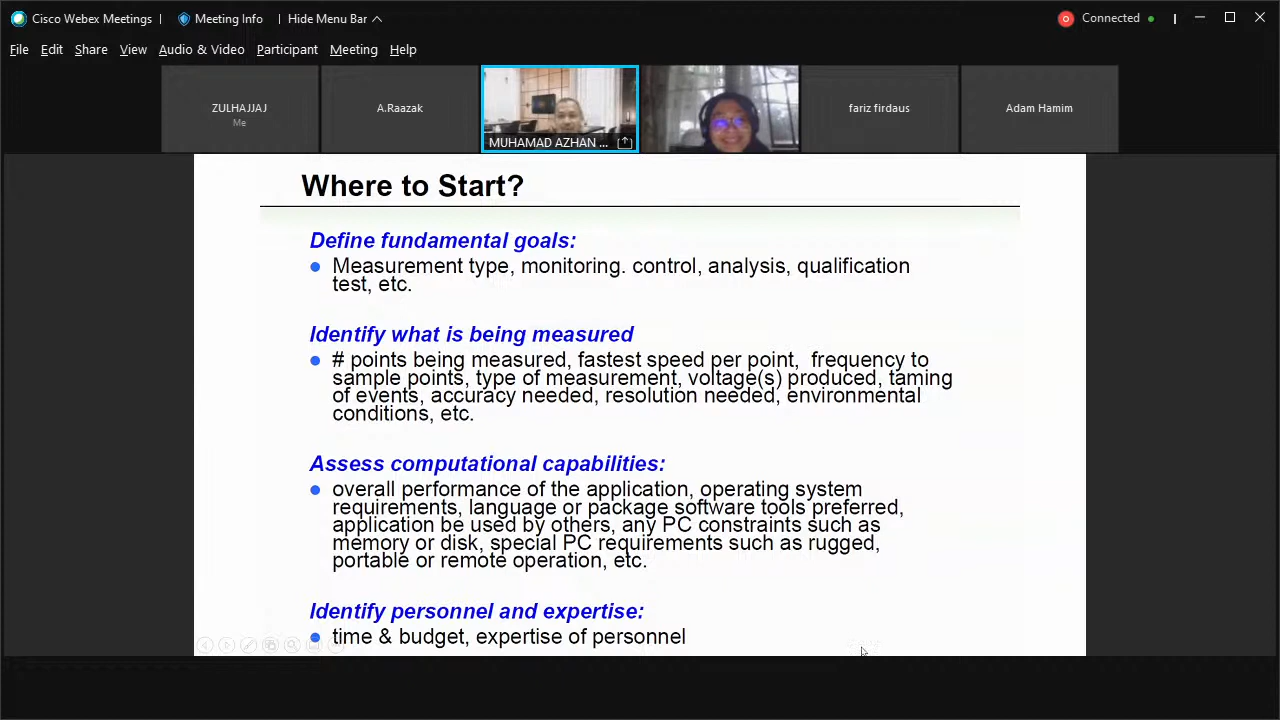 Cisco Webex Meetings | Meeting Info | Hide Menu Bar Connected
File Edit Share View Audio & Video Participant Meeting Help
ZULHAJJAJ
Me
A.Raazak
MUHAMAD AZHAN ...
fariz firdaus
Adam Hamim
Where to Start?
Define fundamental goals:
Measurement type, monitoring. control, analysis, qualification
test, etc.
Identify what is being measured
# points being measured, fastest speed per point, frequency to
sample points, type of measurement, voltage(s) produced, taming
of events, accuracy needed, resolution needed, environmental
conditions, etc.
Assess computational capabilities:
overall performance of the application, operating system
requirements, language or package software tools preferred,
application be used by others, any PC constraints such as
memory or disk, special PC requirements such as rugged,
portable or remote operation, etc.
Identify personnel and expertise:
time & budget, expertise of personnel